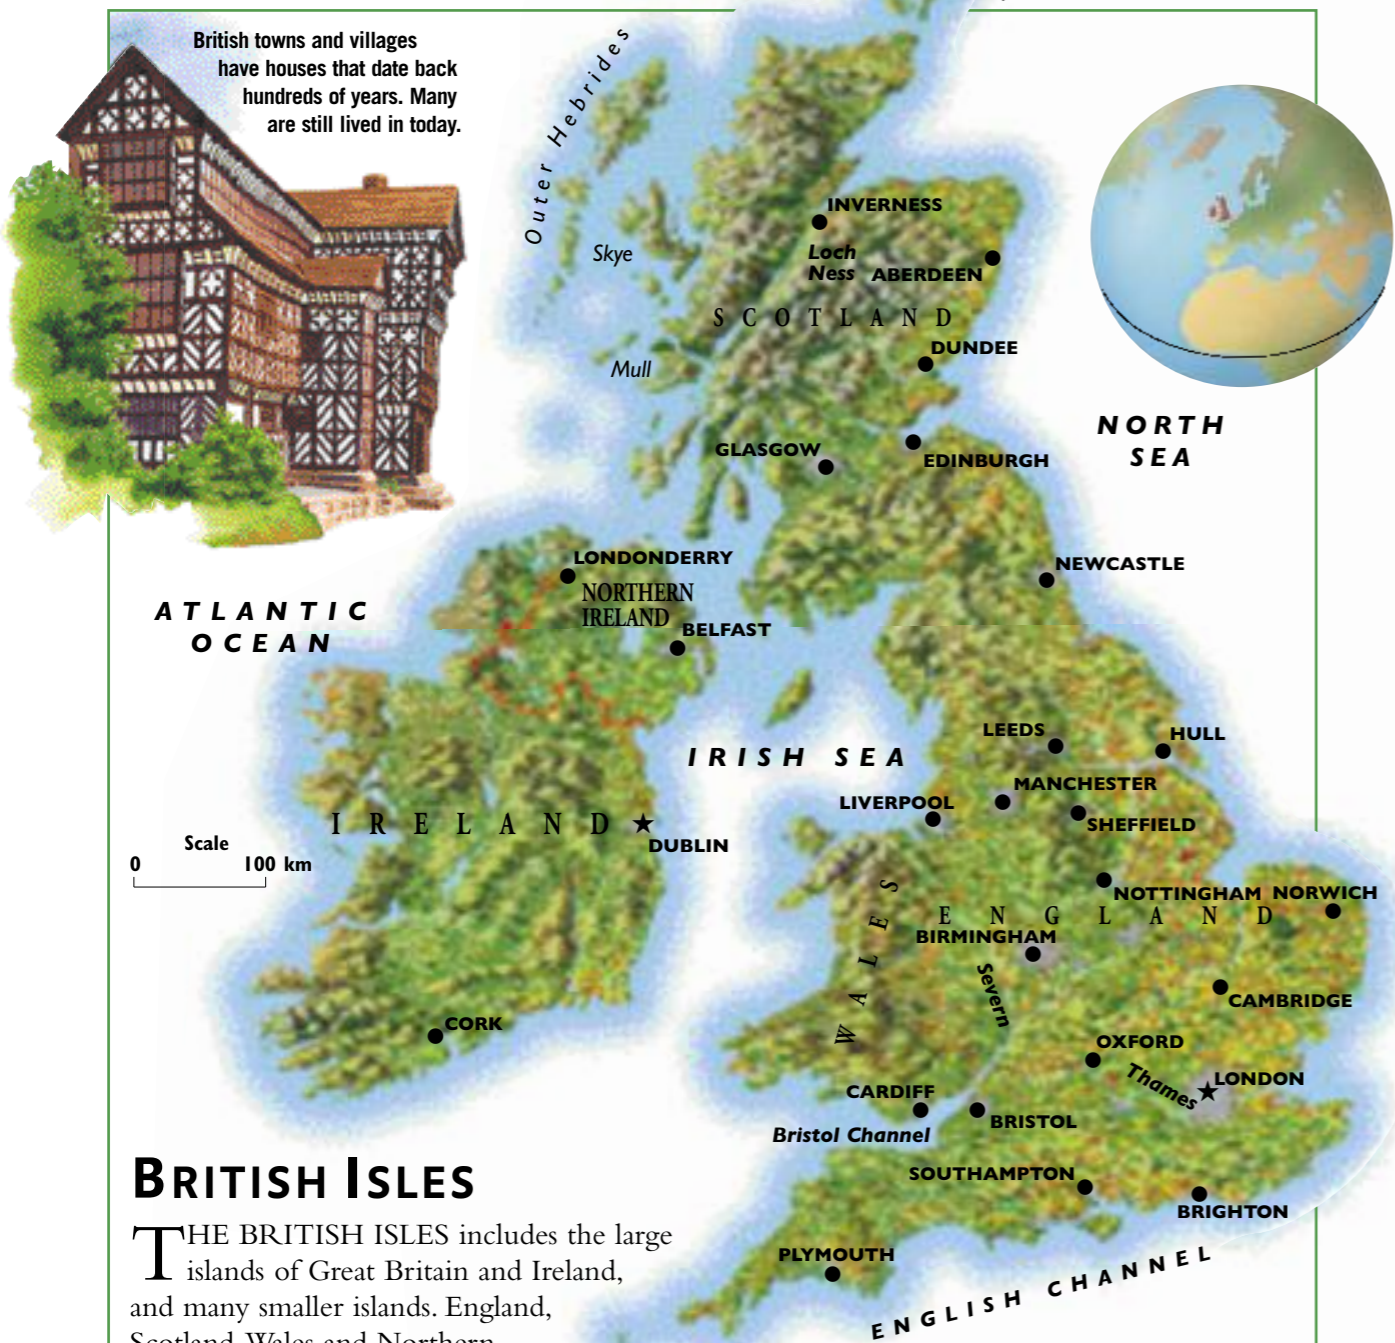 British towns and villages
have houses that date back
hundreds of years. Many
are still lived in today.
Outer Hebrides
INVERNESS
Skye
Loch
Ness
ABERDEEN
SCOTLAND
DUNDEE
Mull
NORTH
SEA
GLASGOW
EDINBURGH
LONDONDERRY
NEWCASTLE
NORTHERN
IRELAND
ATLANTIC
OCEAN
BELFAST
LEEDS
HULL
IRISH SEA
MANCHESTER
LIVERPOOL
SHEFFIELD
IRELAND
DUBLIN
Scale
0 100 km
NOTTINGHAM
NORWICH
WALES
ENGLAND
BIRMINGHAM
Severn
CAMBRIDGE
CORK
OXFORD
Thames
LONDON
CARDIFF
BRISTOL
Bristol Channel
SOUTHAMPTON
BRIGHTON
PLYMOUTH
ENGLISH CHANNEL
BRITISH ISLES
THE BRITISH ISLES includes the large
islands of Great Britain and Ireland,
and many smaller islands. England,
Scotland, Wales and Northern